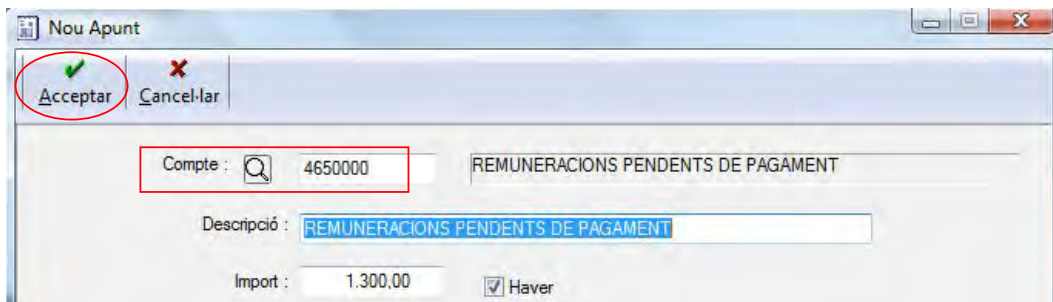 Nou Apunt
Acceptar Cancel·lar
Compte : 4650000 REMUNERACIONS PENDENTS DE PAGAMENT
Descripció : REMUNERACIONS PENDENTS DE PAGAMENT
Import : 1.300,00 Haver